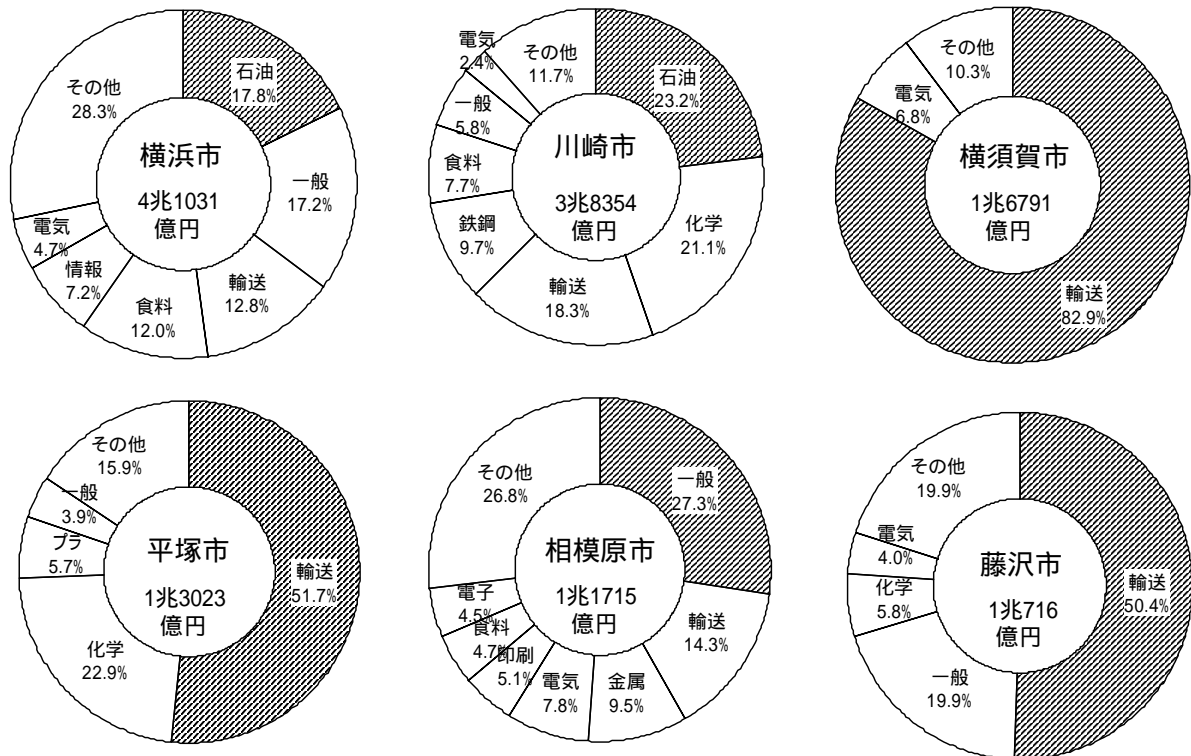 横浜市
4兆1031
億円
石油
17.8%
一般
17.2%
輸送
12.8%
食料
12.0%
情報
7.2%
電気
4.7%
その他
28.3%
川崎市
3兆8354
億円
石油
23.2%
化学
21.1%
輸送
18.3%
鉄鋼
9.7%
食料
7.7%
一般
5.8%
電気
2.4%
その他
11.7%
横須賀市
1兆6791
億円
輸送
82.9%
電気
6.8%
その他
10.3%
平塚市
1兆3023
億円
輸送
51.7%
化学
22.9%
プラ
5.7%
一般
3.9%
その他
15.9%
相模原市
1兆1715
億円
一般
27.3%
輸送
14.3%
金属
9.5%
電気
7.8%
印刷
5.1%
食料
4.7%
電子
4.5%
その他
26.8%
藤沢市
1兆716
億円
輸送
50.4%
一般
19.9%
化学
5.8%
電気
4.0%
その他
19.9%